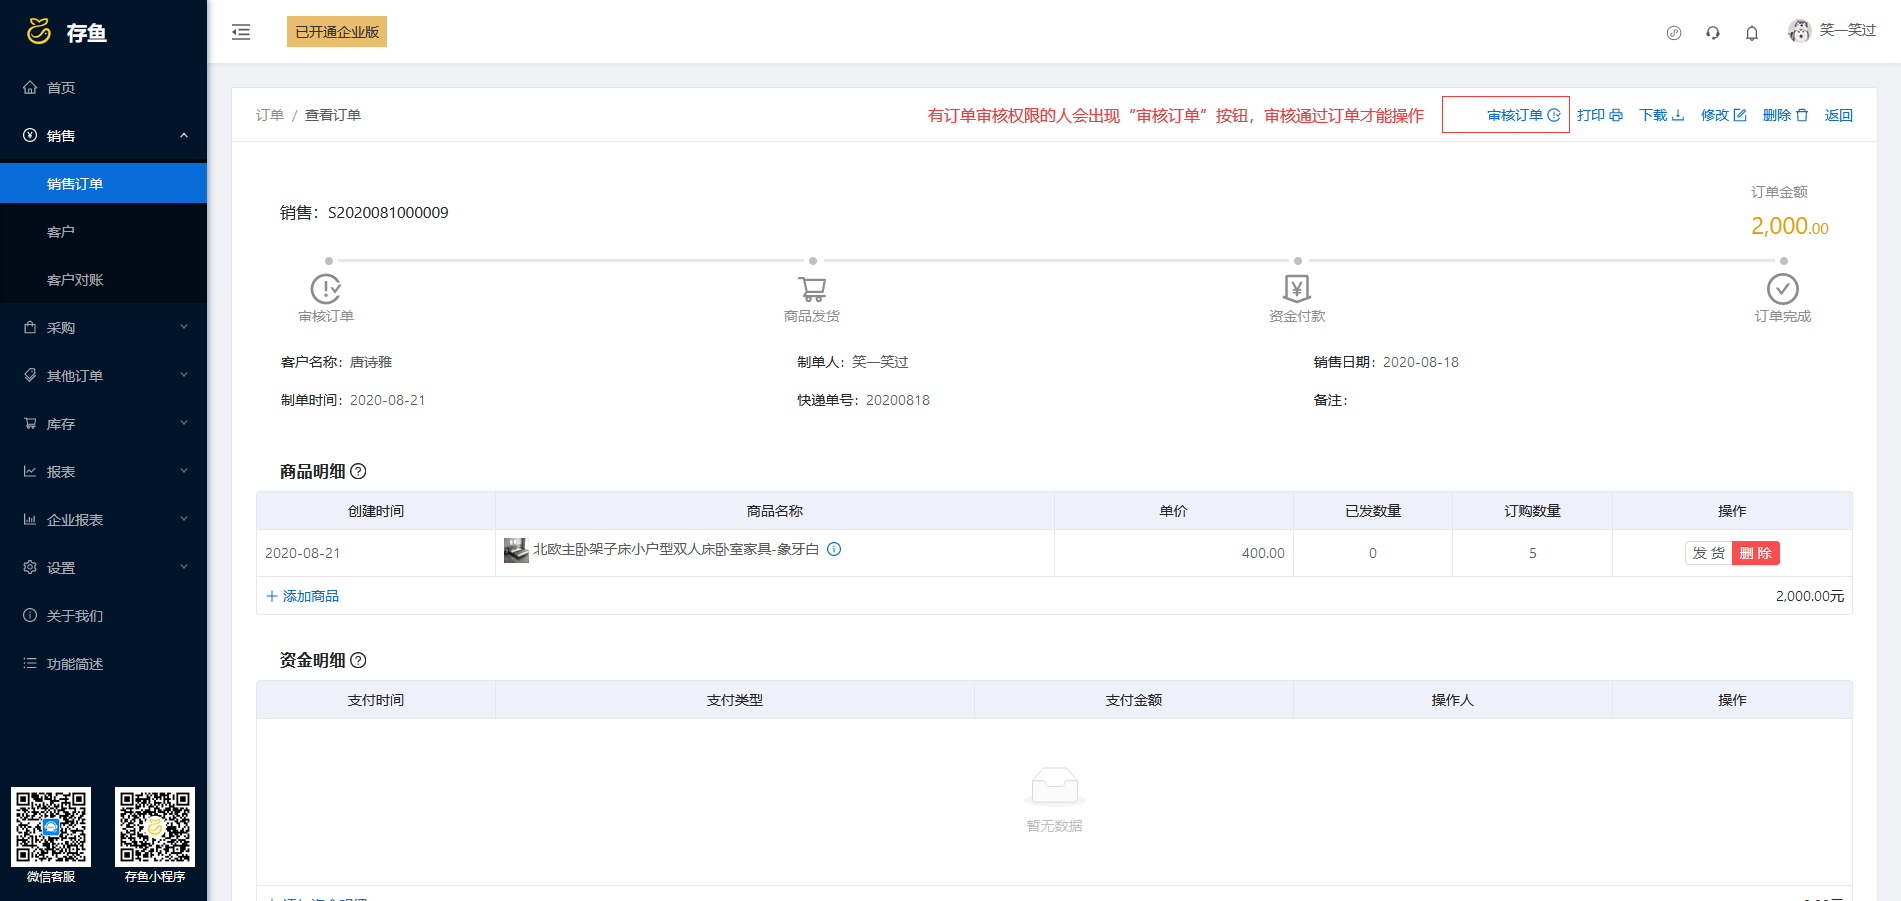 存鱼
已开通企业版
笑一笑过
首页
销售
销售订单
客户
客户对账
采购
其他订单
库存
报表
企业报表
设置
关于我们
功能简述
微信客服
存鱼小程序
订单 / 查看订单
有订单审核权限的人会出现“审核订单”按钮，审核通过订单才能操作
审核订单 打印 下载 修改 删除 返回
销售：S2020081000009
订单金额
2,000.00
审核订单 商品发货 资金付款 订单完成
客户名称：唐诗雅 制单人：笑一笑过 销售日期：2020-08-18
制单时间：2020-08-21 快递单号：20200818 备注：
商品明细
创建时间 商品名称 单价 已发数量 订购数量 操作
2020-08-21 北欧主卧架子床小户型双人床卧室家具-象牙白 400.00 0 5 发 货 删 除
添加商品 2,000.00元
资金明细
支付时间 支付类型 支付金额 操作人 操作
暂无数据